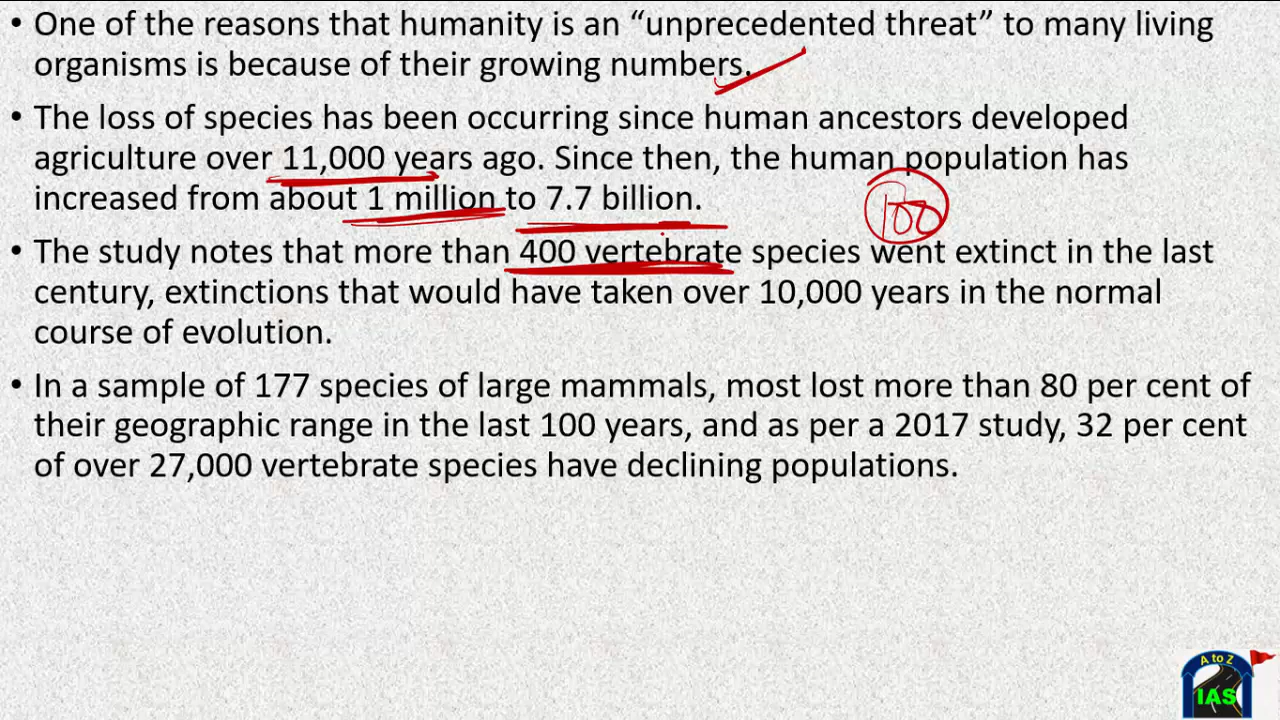 • One of the reasons that humanity is an “unprecedented threat” to many living
organisms is because of their growing numbers.
• The loss of species has been occurring since human ancestors developed
agriculture over 11,000 years ago. Since then, the human population has
increased from about 1 million to 7.7 billion.
100
• The study notes that more than 400 vertebrate species went extinct in the last
century, extinctions that would have taken over 10,000 years in the normal
course of evolution.
• In a sample of 177 species of large mammals, most lost more than 80 per cent of
their geographic range in the last 100 years, and as per a 2017 study, 32 per cent
of over 27,000 vertebrate species have declining populations.
A to Z
IAS